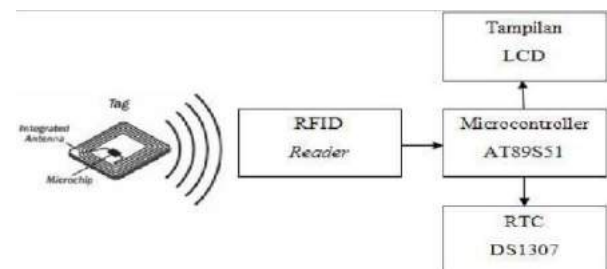 Tampilan
LCD
Tag
Integrated
Antenna
Microchip
RFID
Reader
Microcontroller
AT89S51
RTC
DS1307